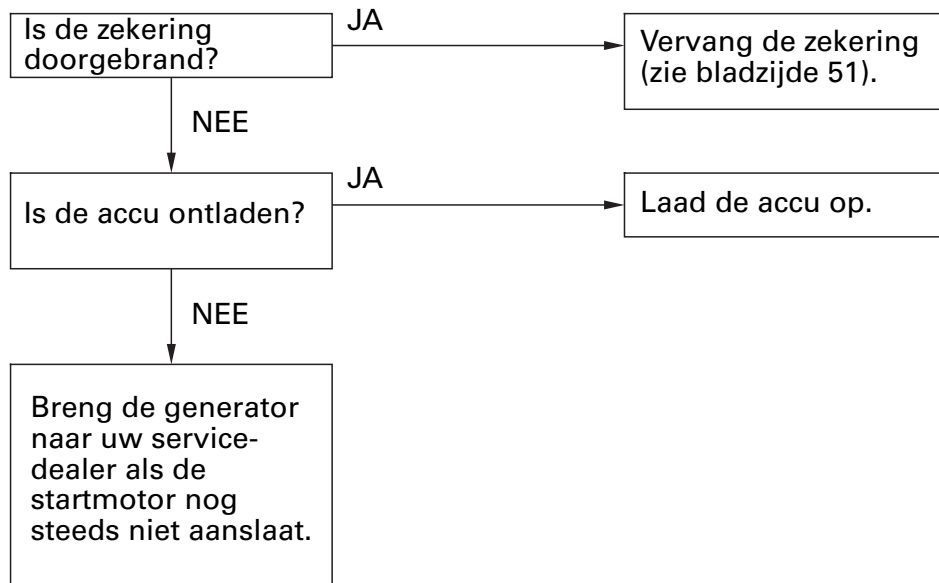 Is de zekering
doorgebrand?
JA
Vervang de zekering
(zie bladzijde 51).
NEE
Is de accu ontladen?
JA
Laad de accu op.
NEE
Breng de generator
naar uw service-
dealer als de
startmotor nog
steeds niet aanslaat.